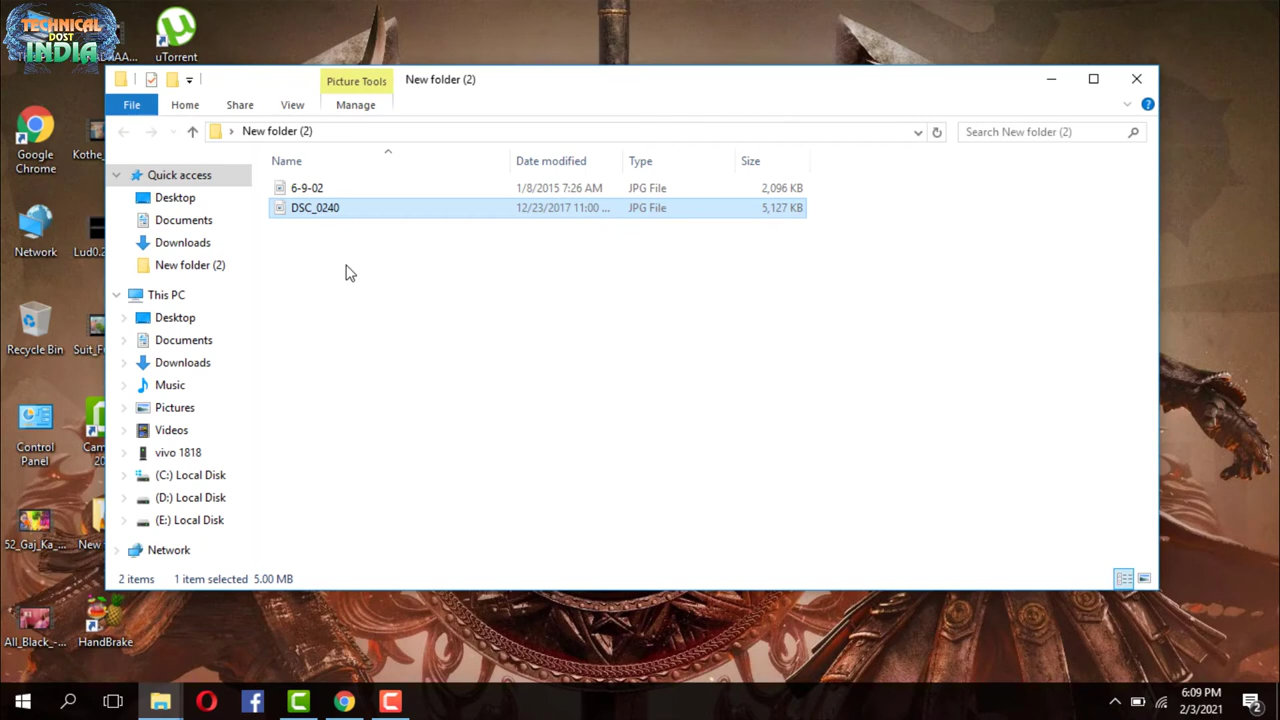 TECHNICAL
DOST
INDIA
uTorrent
Picture Tools
New folder (2)
File
Home
Share
View
Manage
New folder (2)
Search New folder (2)
Google
Chrome
Network
Recycle Bin
Control
Panel
52_Gaj_Ka_...
All_Black_-...
HandBrake
Quick access
Desktop
Documents
Downloads
New folder (2)
This PC
Desktop
Documents
Downloads
Music
Pictures
Videos
vivo 1818
(C:) Local Disk
(D:) Local Disk
(E:) Local Disk
Network
Name Date modified Type Size
6-9-02 1/8/2015 7:26 AM JPG File 2,096 KB
DSC_0240 12/23/2017 11:00 ... JPG File 5,127 KB
2 items 1 item selected 5.00 MB
6:09 PM
2/3/2021
2